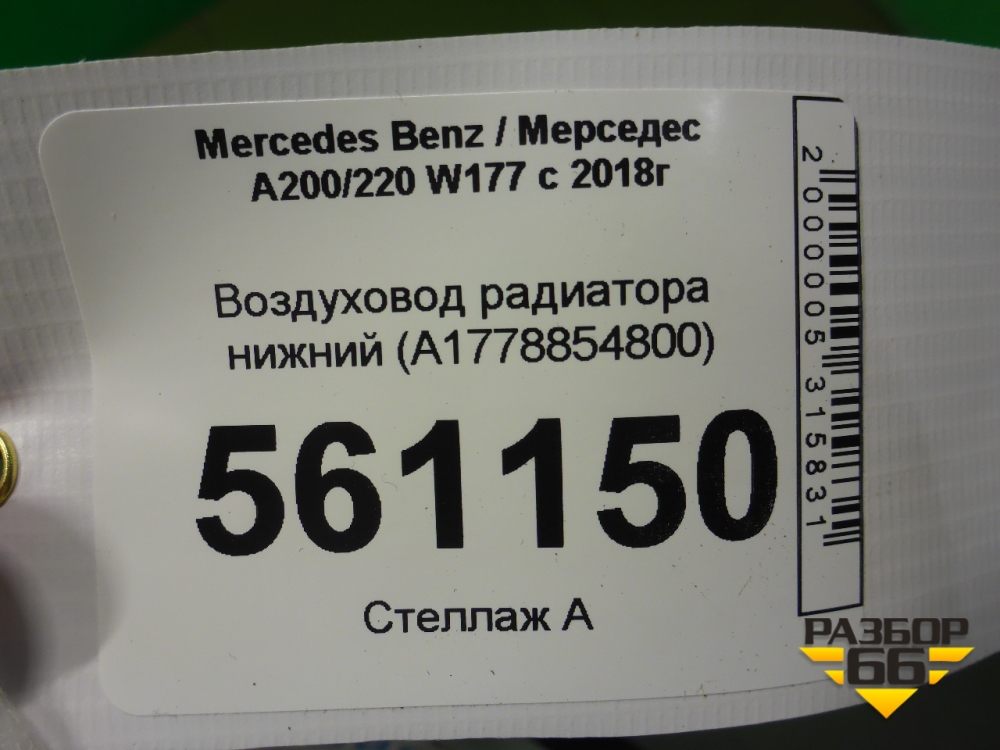 Mercedes Benz / Мерседес
A200/220 W177 с 2018г
Воздуховод радиатора
нижний (A1778854800)
561150
Стеллаж А
2000005315831
РАЗБОР
66